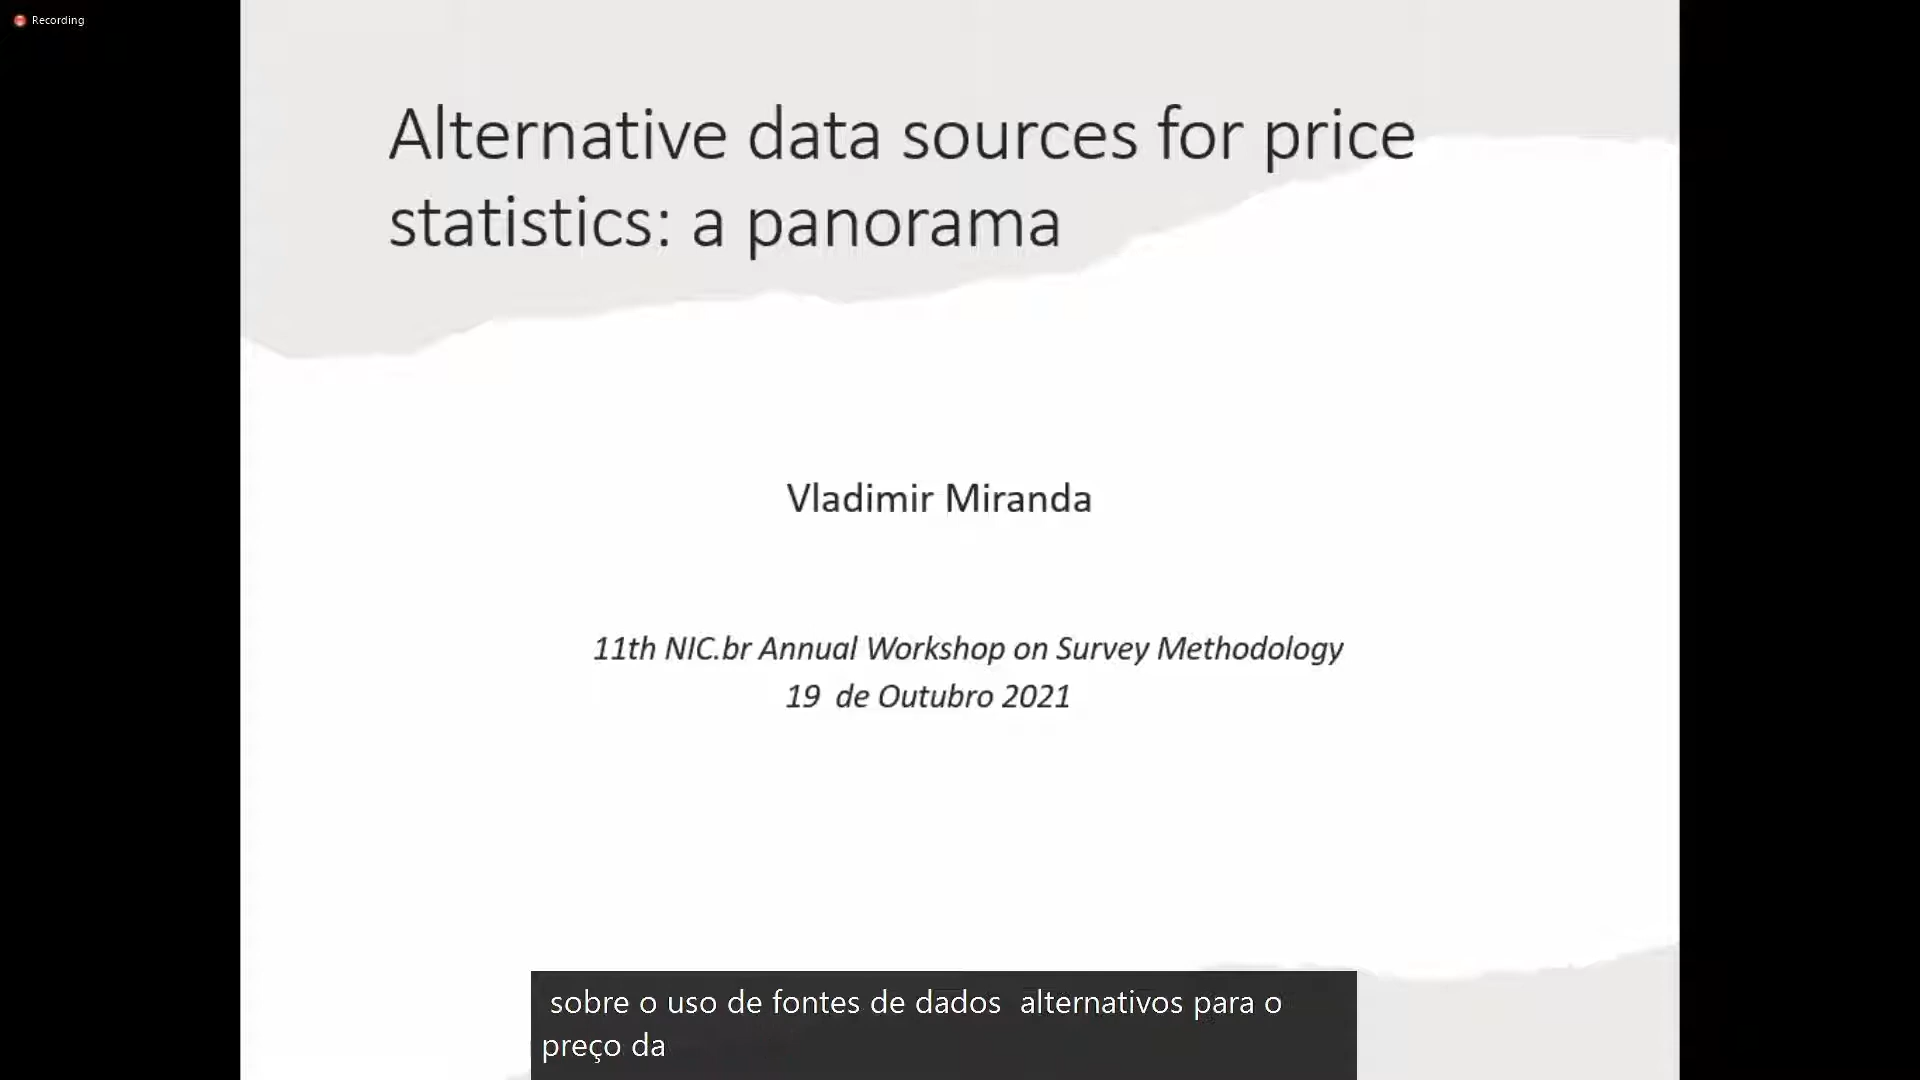 Recording
Alternative data sources for price
statistics: a panorama
Vladimir Miranda
11th NIC.br Annual Workshop on Survey Methodology
19 de Outubro 2021
sobre o uso de fontes de dados alternativos para o
preço da